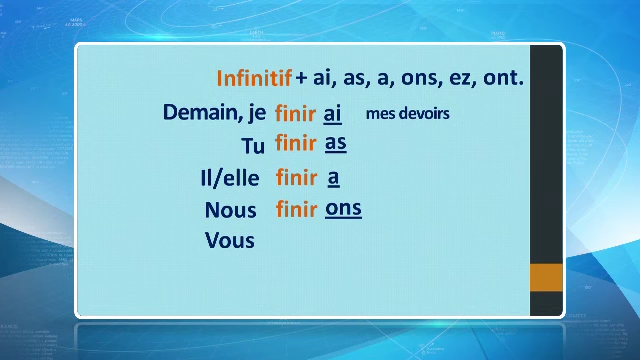 Infinitif + ai, as, a, ons, ez, ont.
Demain, je finir ai mes devoirs
Tu finir as
Il/elle finir a
Nous finir ons
Vous